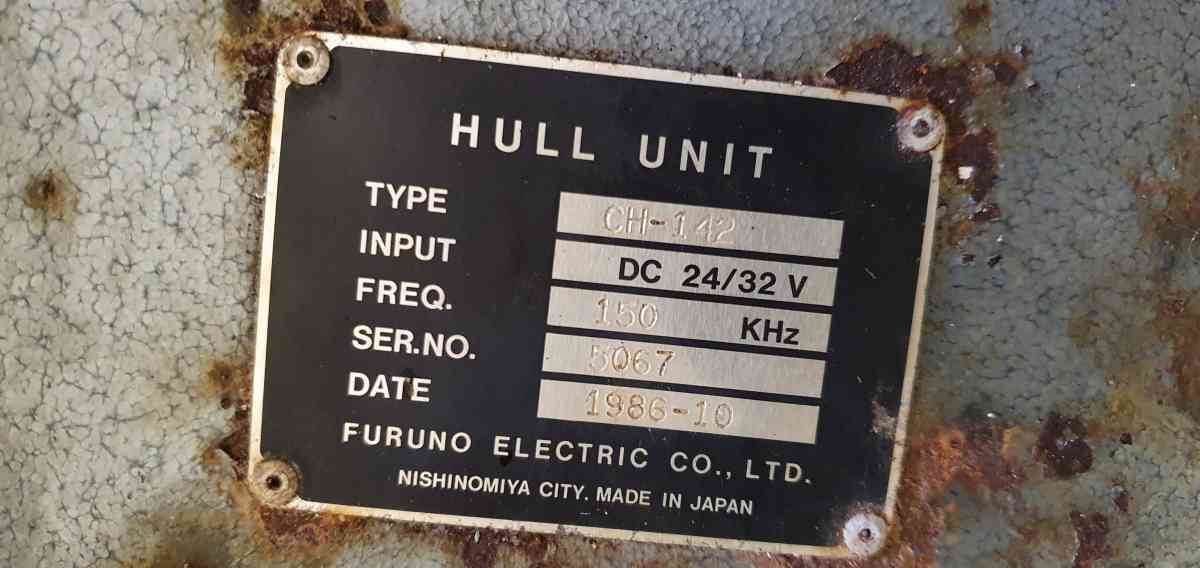 HULL UNIT
TYPE CH-142
INPUT DC 24/32 V
FREQ. 150 KHz
SER.NO. 5067
DATE 1986-10
FURUNO ELECTRIC CO., LTD.
NISHINOMIYA CITY. MADE IN JAPAN